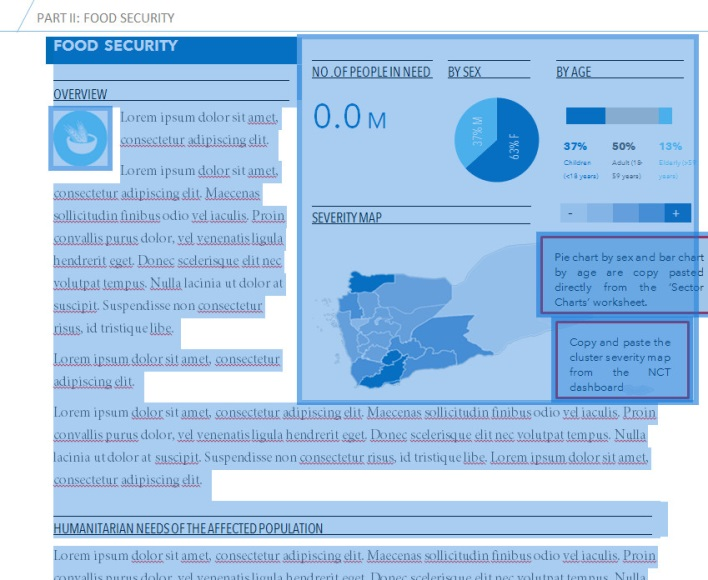 PART II: FOOD SECURITY
FOOD SECURITY
OVERVIEW
Lorem ipsum dolor sit amet,
consectetur adipiscing elit.
Lorem ipsum dolor sit amet,
consectetur adipiscing elit. Maecenas
sollicitudin finibus odio vel iaculis. Proin
convallis purus dolor, vel venenatis ligula
hendrerit eget. Donec scelerisque elit nec
volutpat tempus. Nulla lacinia ut dolor at
suscipit. Suspendisse non consectetur
risus, id tristique libe.
Lorem ipsum dolor sit amet, consectetur
adipiscing elit.
NO .OF PEOPLE IN NEED
0.0 M
BY SEX
37% M
63% F
BY AGE
37% 50% 13%
Children Adult (18- Elderly (>59
(<18 years) 59 years) years)
- +
SEVERITY MAP
Pie chart by sex and bar chart
by age are copy pasted
directly from the 'Sector
Charts' worksheet.
Copy and paste the
cluster severity map
from the NCT
dashboard
Lorem ipsum dolor sit amet, consectetur adipiscing elit. Maecenas sollicitudin finibus odio vel iaculis. Proin
convallis purus dolor, vel venenatis ligula hendrerit eget. Donec scelerisque elit nec volutpat tempus. Nulla
lacinia ut dolor at suscipit. Suspendisse non consectetur risus, id tristique libe. Lorem ipsum dolor sit amet,
consectetur adipiscing elit.
HUMANITARIAN NEEDS OF THE AFFECTED POPULATION
Lorem ipsum dolor sit amet, consectetur adipiscing elit. Maecenas sollicitudin finibus odio vel iaculis. Proin
convallis purus dolor, vel venenatis ligula hendrerit eget. Donec scelerisque elit nec volutpat tempus. Nulla